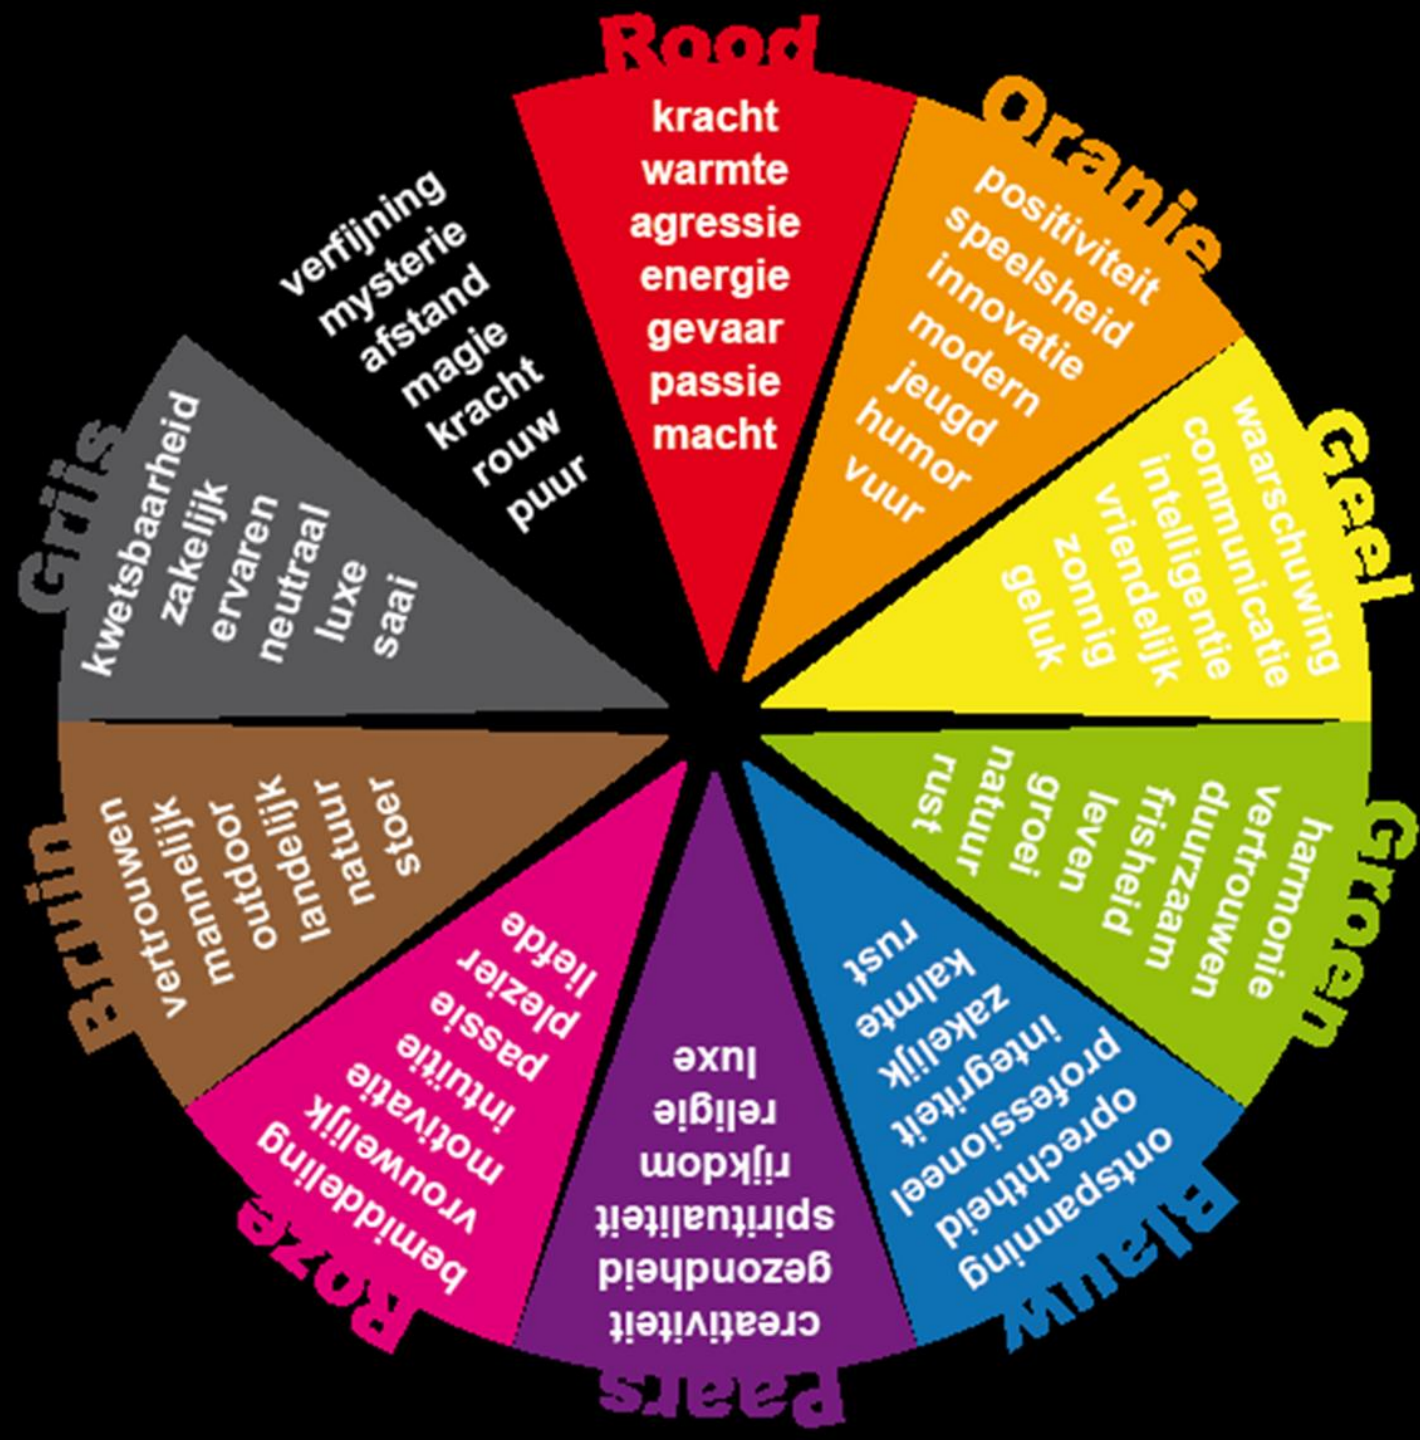 Rood
kracht
warmte
agressie
energie
gevaar
passie
macht
Oranje
positiviteit
speelsheid
innovatie
modern
jeugd
humor
vuur
Geel
waarschuwing
communicatie
intelligentie
vriendelijk
zonnig
geluk
Groen
harmonie
vertrouwen
duurzaam
frisheid
leven
groei
natuur
rust
Blauw
ontspanning
oprechtheid
professioneel
integriteit
zakelijk
kalmte
rust
Paars
creativiteit
gezondheid
spiritualiteit
rijkdom
religie
luxe
Roze
bemiddeling
vrouwelijk
motivatie
intuïtie
passie
plezier
liefde
Bruin
vertrouwen
mannelijk
outdoor
landelijk
natuur
stoer
Grijs
kwetsbaarheid
zakelijk
ervaren
neutraal
luxe
saai
verfijning
mysterie
afstand
magie
kracht
rouw
puur